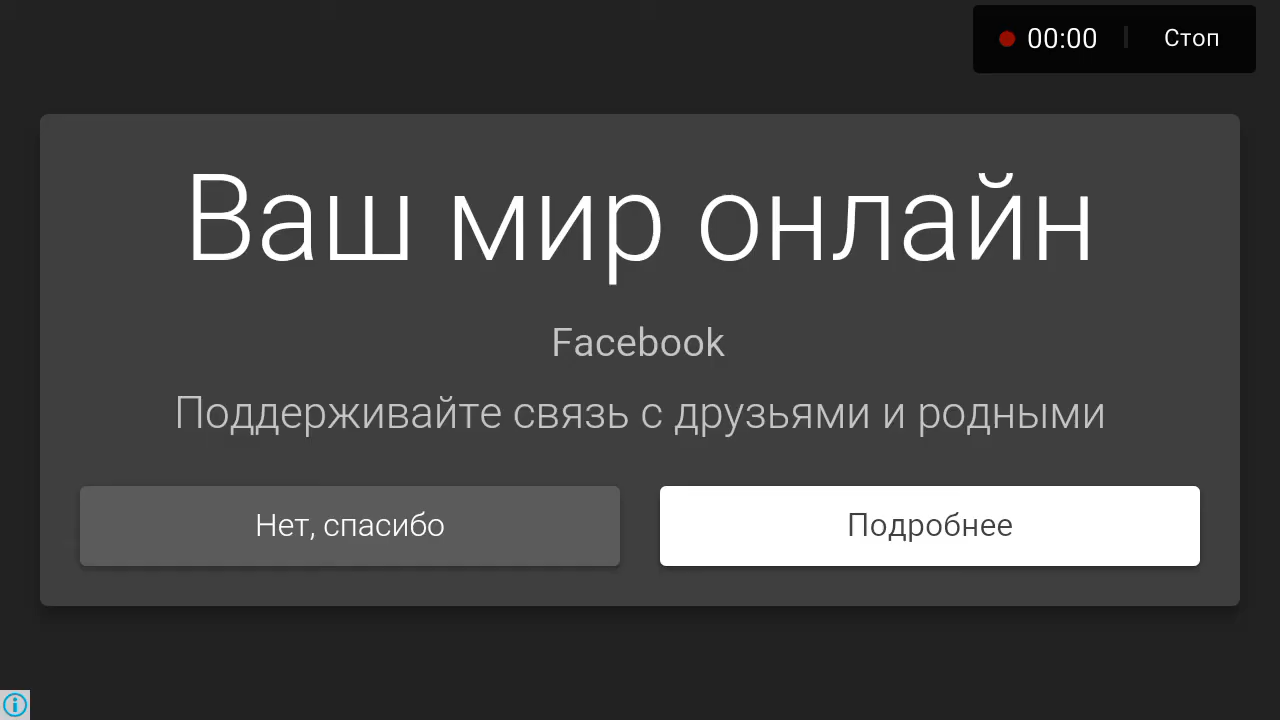 00:00 Стоп
Ваш мир онлайн
Facebook
Поддерживайте связь с друзьями и родными
Нет, спасибо
Подробнее